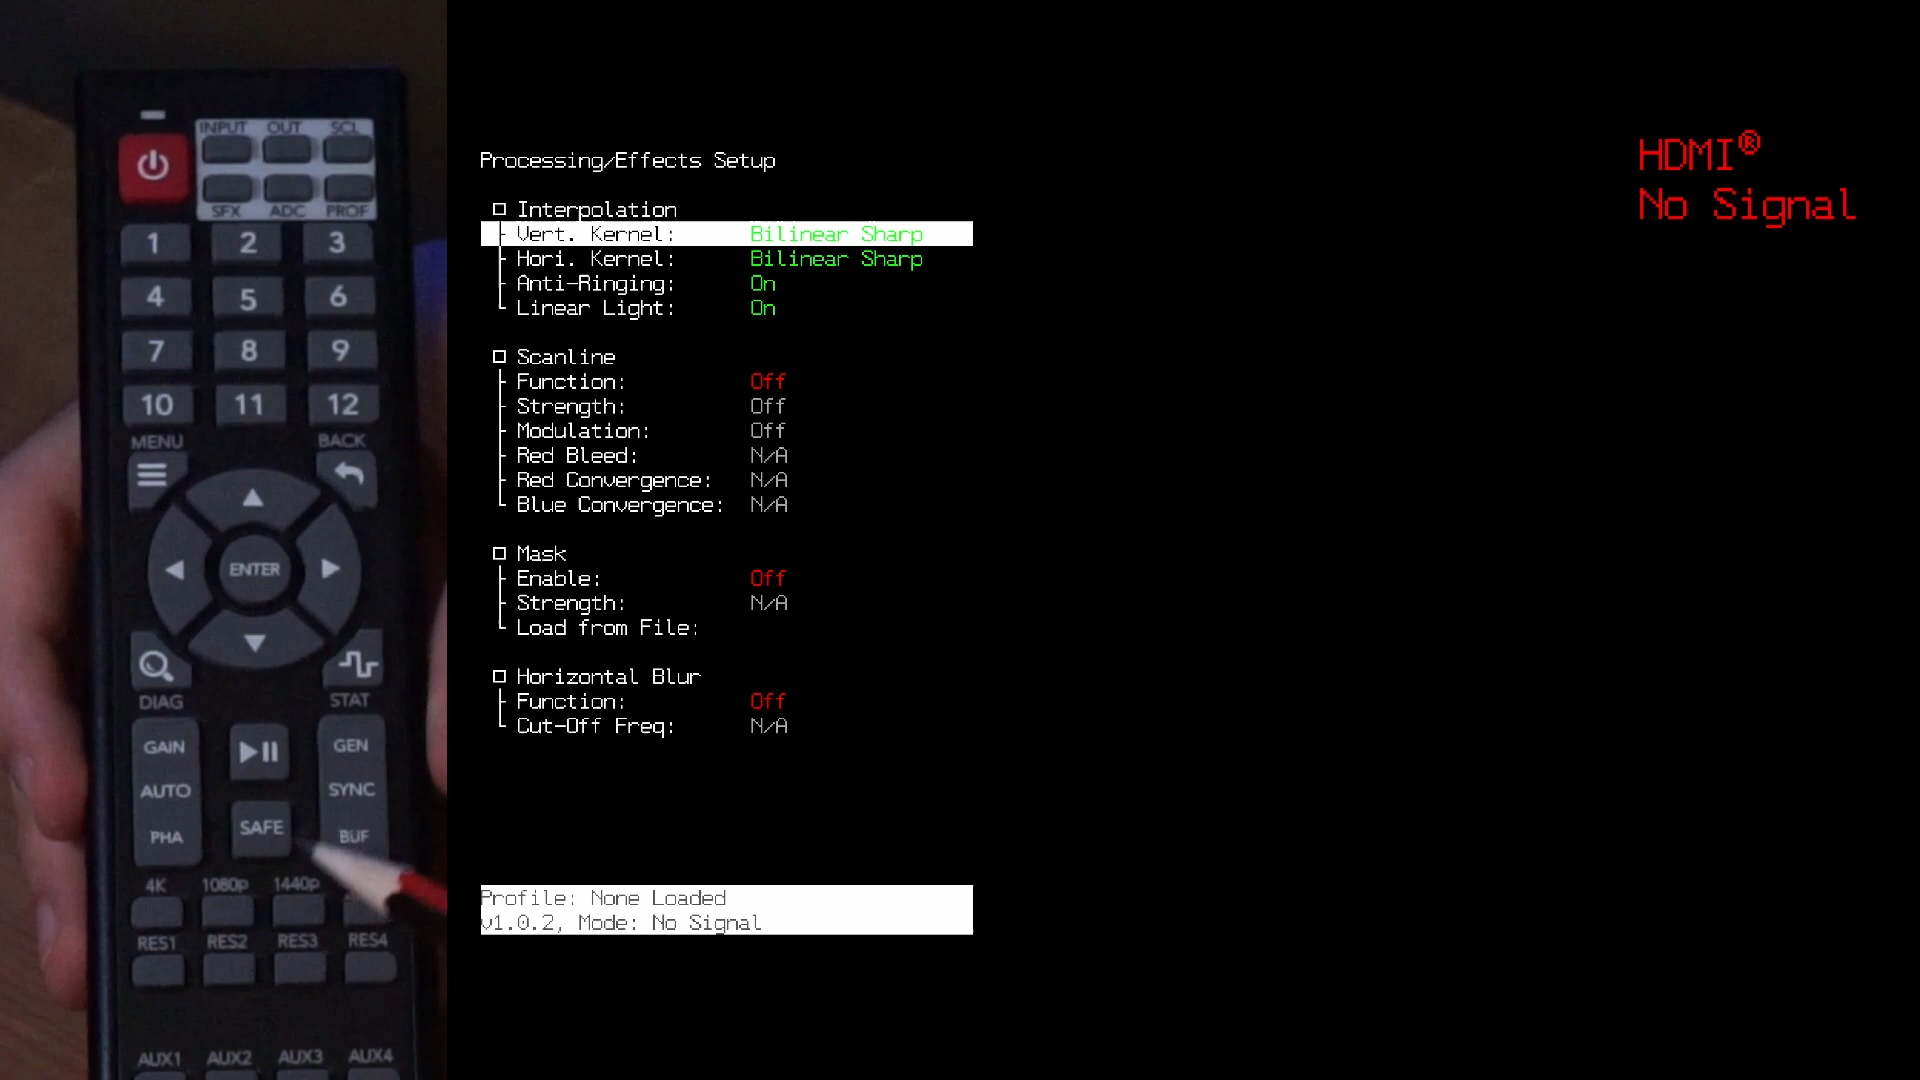 INPUT OUT SCL
SFX ADC PROF
1 2 3
4 5 6
7 8 9
10 11 12
MENU BACK
ENTER
DIAG STAT
GAIN GEN
AUTO SYNC
PHA SAFE BUF
4K 1080p 1440p
RES1 RES2 RES3 RES4
AUX1 AUX2 AUX3 AUX4
Processing/Effects Setup
Interpolation
Vert. Kernel: Bilinear Sharp
Hori. Kernel: Bilinear Sharp
Anti-Ringing: On
Linear Light: On
Scanline
Function: Off
Strength: Off
Modulation: Off
Red Bleed: N/A
Red Convergence: N/A
Blue Convergence: N/A
Mask
Enable: Off
Strength: N/A
Load from File:
Horizontal Blur
Function: Off
Cut-Off Freq: N/A
Profile: None Loaded
v1.0.2, Mode: No Signal
HDMI®
No Signal